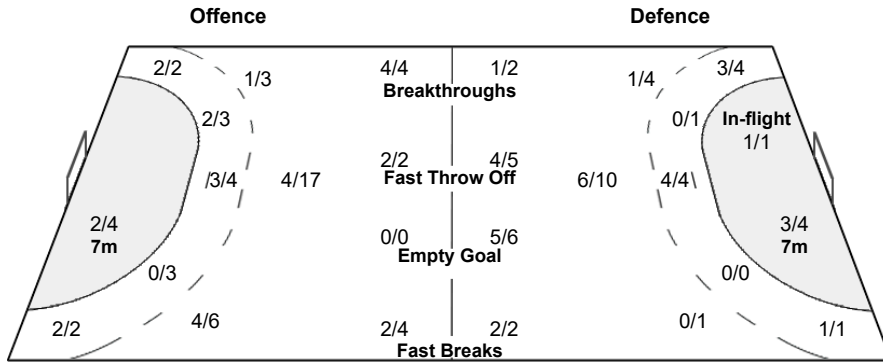 Offence Defence
2/2 1/3 4/4 1/2 1/4 3/4
Breakthroughs
2/3 0/1 In-flight
1/1
2/2 4/5
3/4 4/17 Fast Throw Off 6/10 4/4
2/4 3/4
7m 7m
0/0 5/6
Empty Goal
0/3 0/0
2/2 4/6 2/4 2/2 0/1 1/1
Fast Breaks